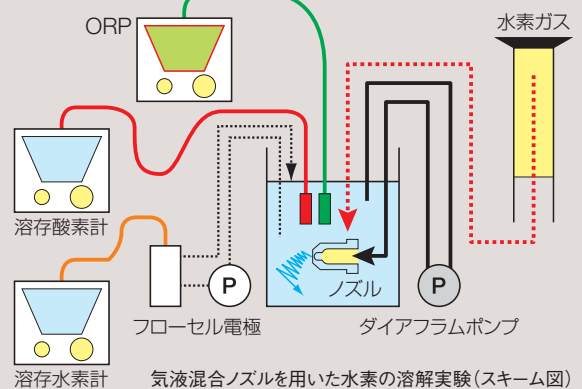 水素ガス
ORP
溶存酸素計
P
P
ノズル
フローセル電極
ダイアフラムポンプ
溶存水素計
気液混合ノズルを用いた水素の溶解実験(スキーム図)